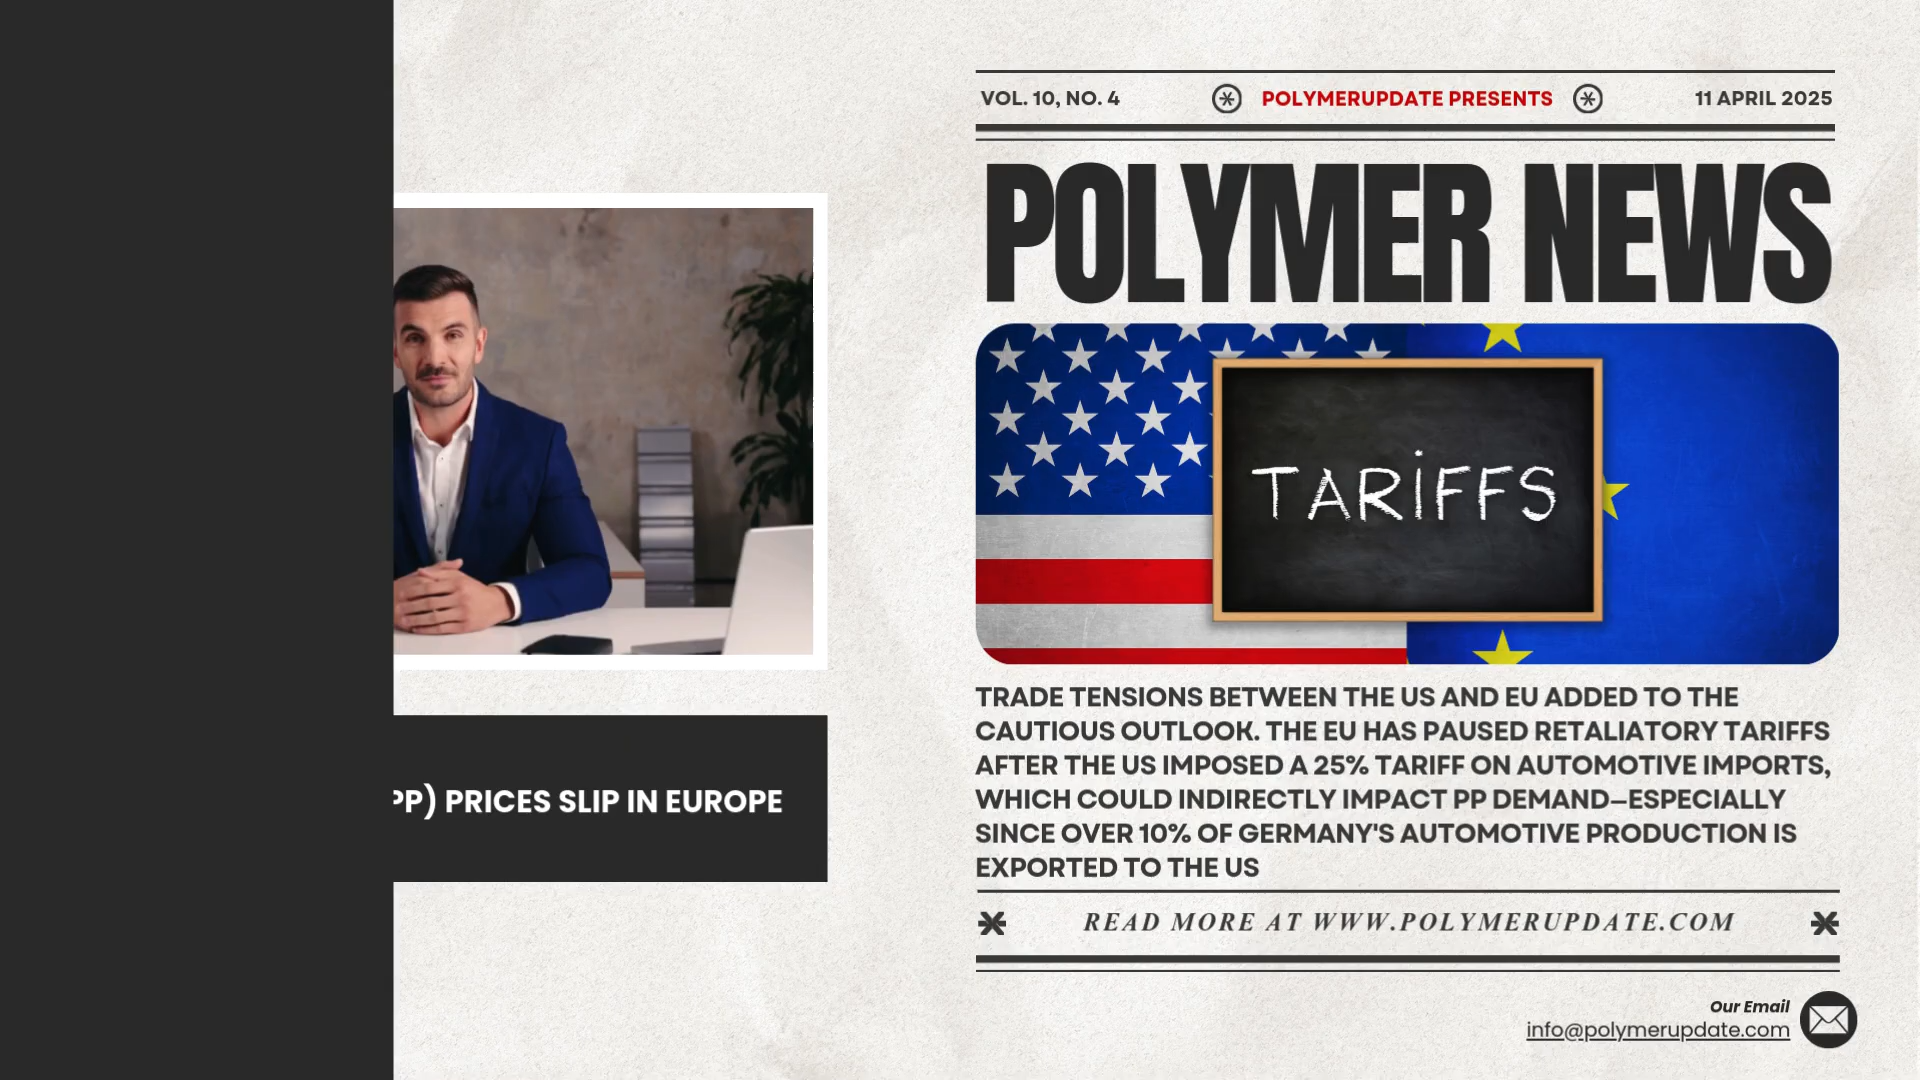 VOL. 10, NO. 4
POLYMERUPDATE PRESENTS
11 APRIL 2025
POLYMER NEWS
TARIFFS
TRADE TENSIONS BETWEEN THE US AND EU ADDED TO THE
CAUTIOUS OUTLOOK. THE EU HAS PAUSED RETALIATORY TARIFFS
AFTER THE US IMPOSED A 25% TARIFF ON AUTOMOTIVE IMPORTS,
WHICH COULD INDIRECTLY IMPACT PP DEMAND—ESPECIALLY
SINCE OVER 10% OF GERMANY'S AUTOMOTIVE PRODUCTION IS
EXPORTED TO THE US
PP) PRICES SLIP IN EUROPE
READ MORE AT WWW.POLYMERUPDATE.COM
Our Email
info@polymerupdate.com